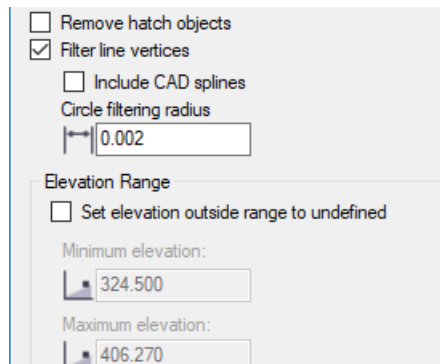 Remove hatch objects
Filter line vertices
Include CAD splines
Circle filtering radius
0.002
Elevation Range
Set elevation outside range to undefined
Minimum elevation:
324.500
Maximum elevation:
406.270